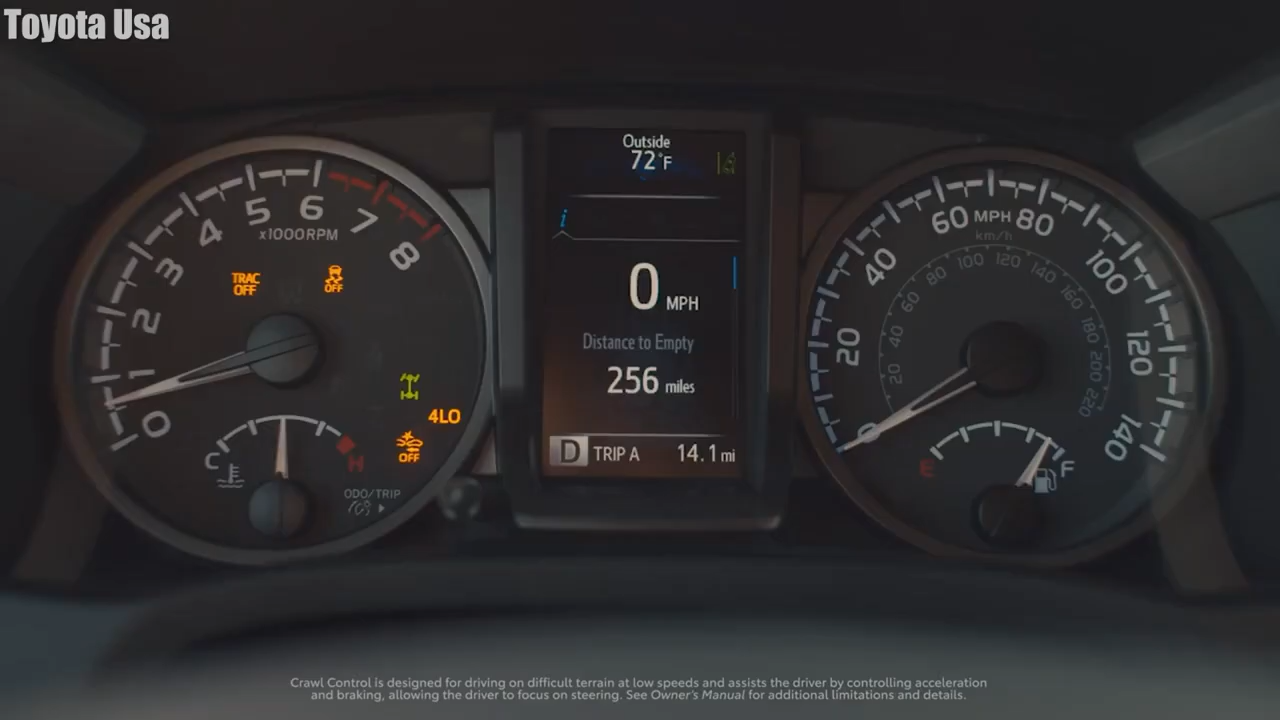 Toyota Usa
0
1
2
3
4
5
6
7
8
x1000RPM
TRAC
OFF
OFF
4LO
OFF
C
H
ODO/TRIP
Outside
72°F
i
0 MPH
Distance to Empty
256 miles
D TRIP A 14.1 mi
0
20
40
60
MPH
80
100
120
140
km/h
20
40
60
80
100
120
140
160
180
200
220
E
F
Crawl Control is designed for driving on difficult terrain at low speeds and assists the driver by controlling acceleration
and braking, allowing the driver to focus on steering. See Owner's Manual for additional limitations and details.